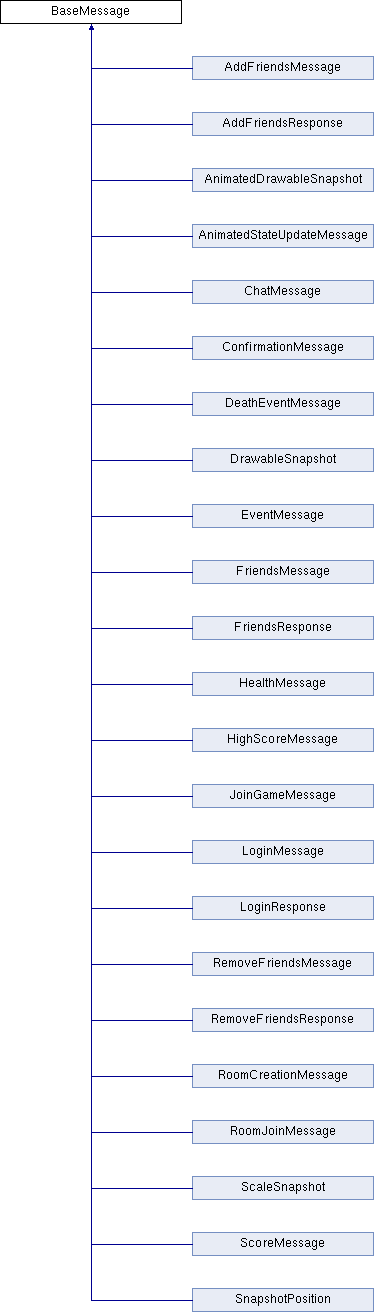 BaseMessage
AddFriendsMessage
AddFriendsResponse
AnimatedDrawableSnapshot
AnimatedStateUpdateMessage
ChatMessage
ConfirmationMessage
DeathEventMessage
DrawableSnapshot
EventMessage
FriendsMessage
FriendsResponse
HealthMessage
HighScoreMessage
JoinGameMessage
LoginMessage
LoginResponse
RemoveFriendsMessage
RemoveFriendsResponse
RoomCreationMessage
RoomJoinMessage
ScaleSnapshot
ScoreMessage
SnapshotPosition